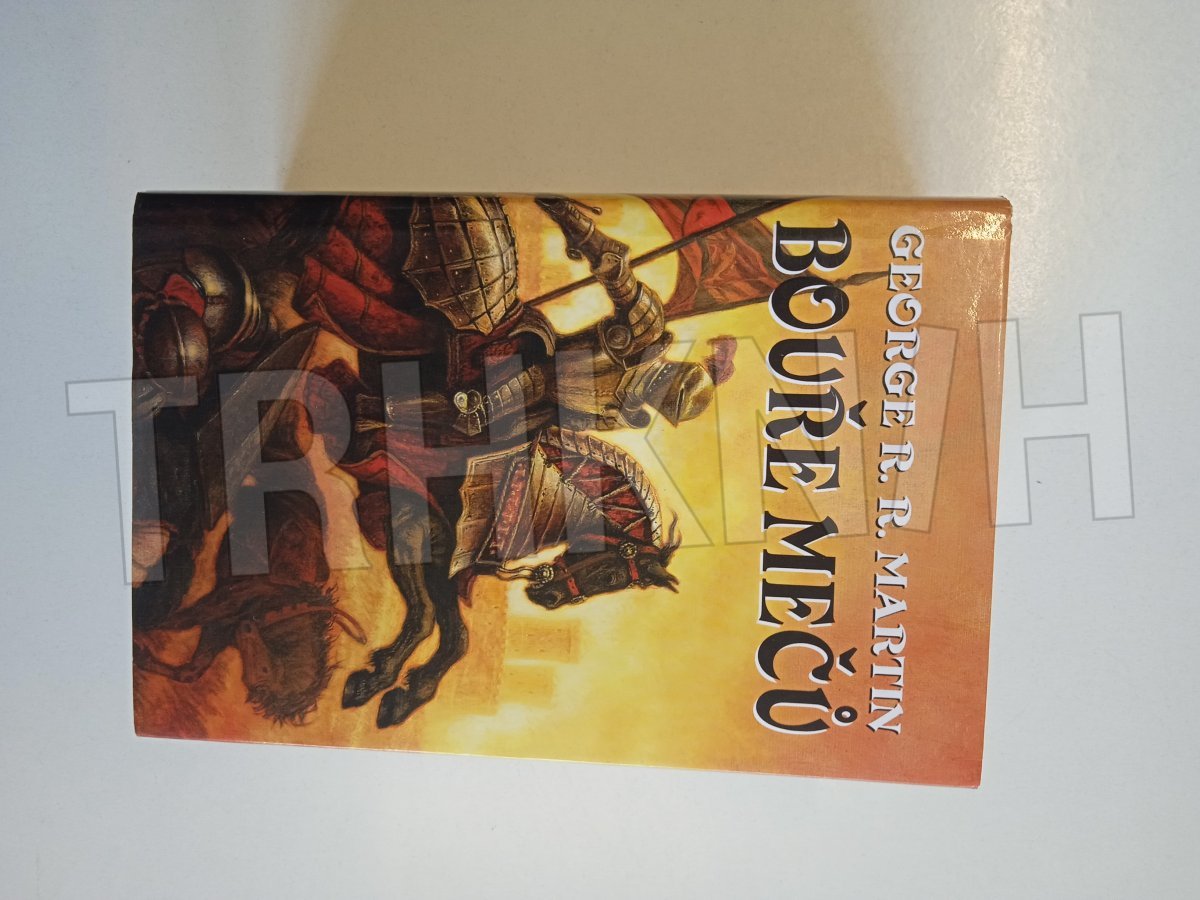 GEORGE R. R. MARTIN
BOUŘE MEČŮ
TRHKNIH